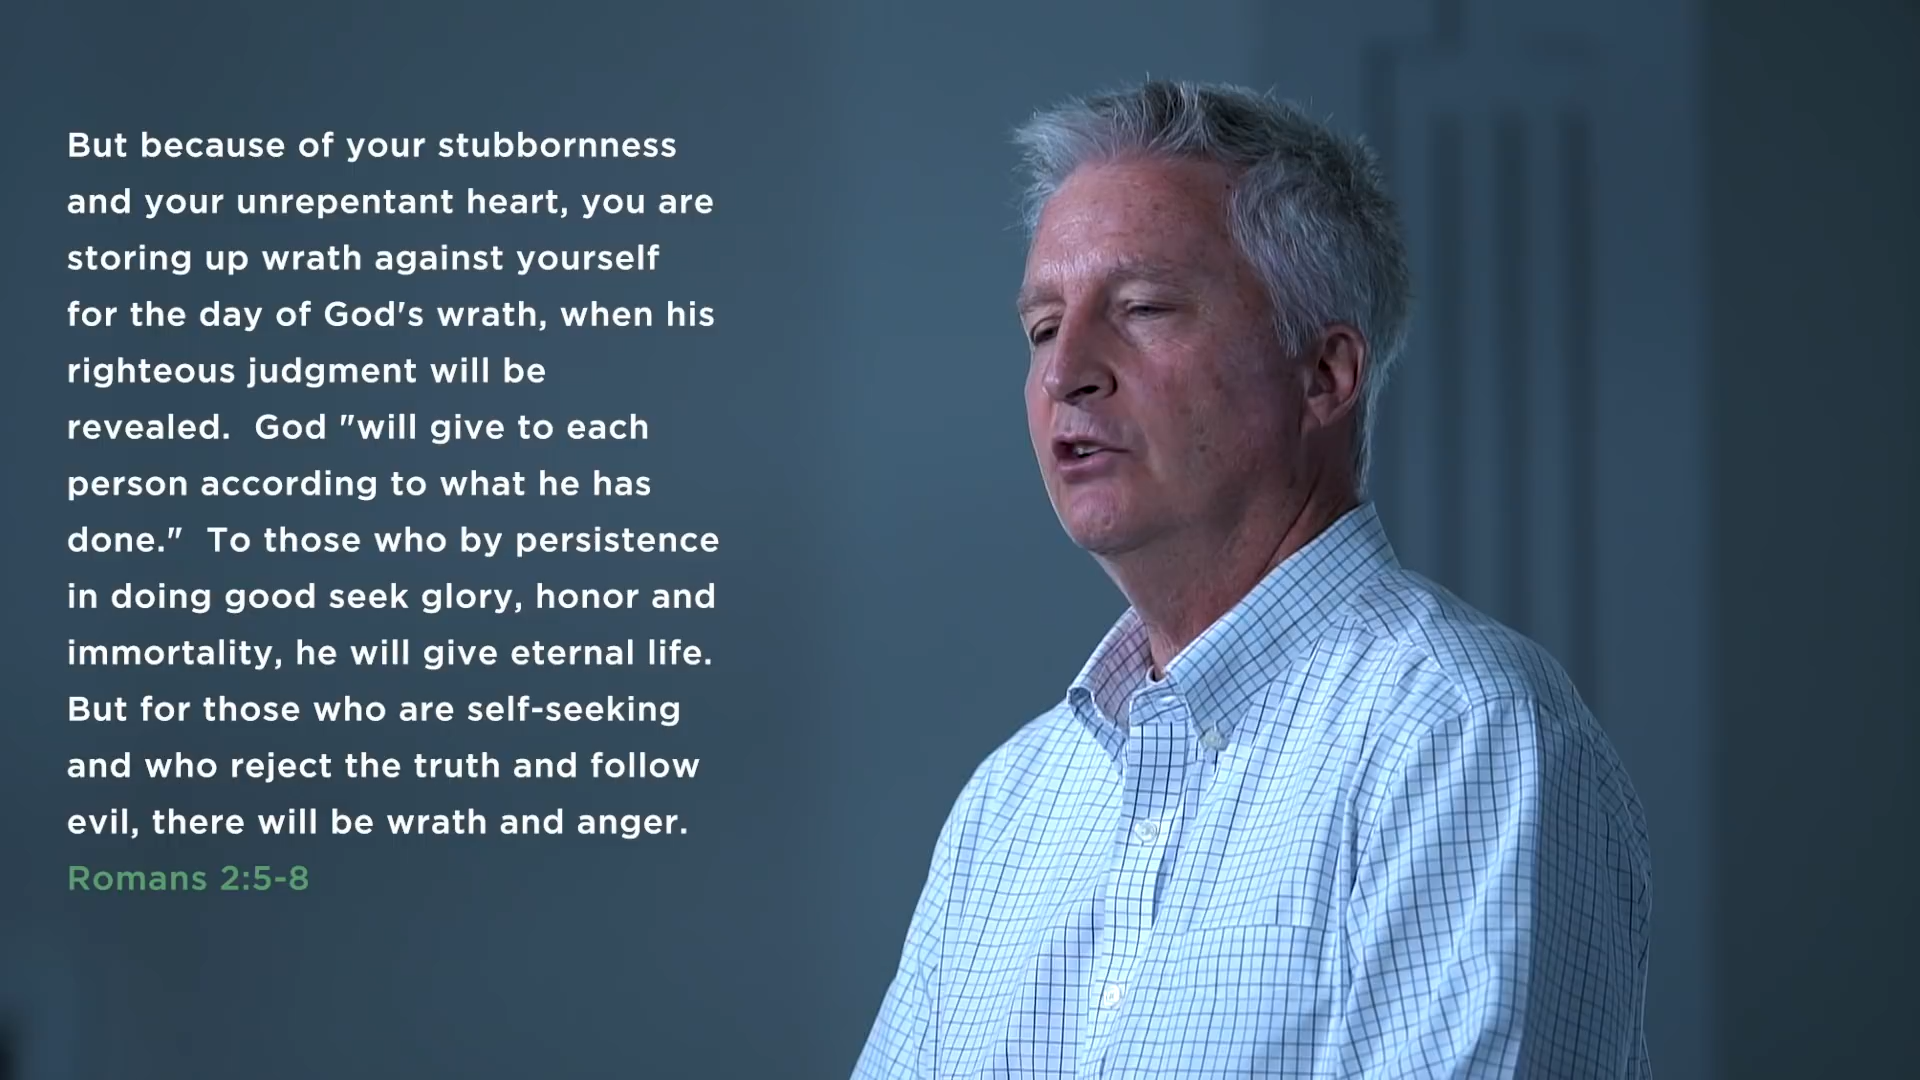 But because of your stubbornness
and your unrepentant heart, you are
storing up wrath against yourself
for the day of God's wrath, when his
righteous judgment will be
revealed.  God "will give to each
person according to what he has
done."  To those who by persistence
in doing good seek glory, honor and
immortality, he will give eternal life.
But for those who are self-seeking
and who reject the truth and follow
evil, there will be wrath and anger.
Romans 2:5-8